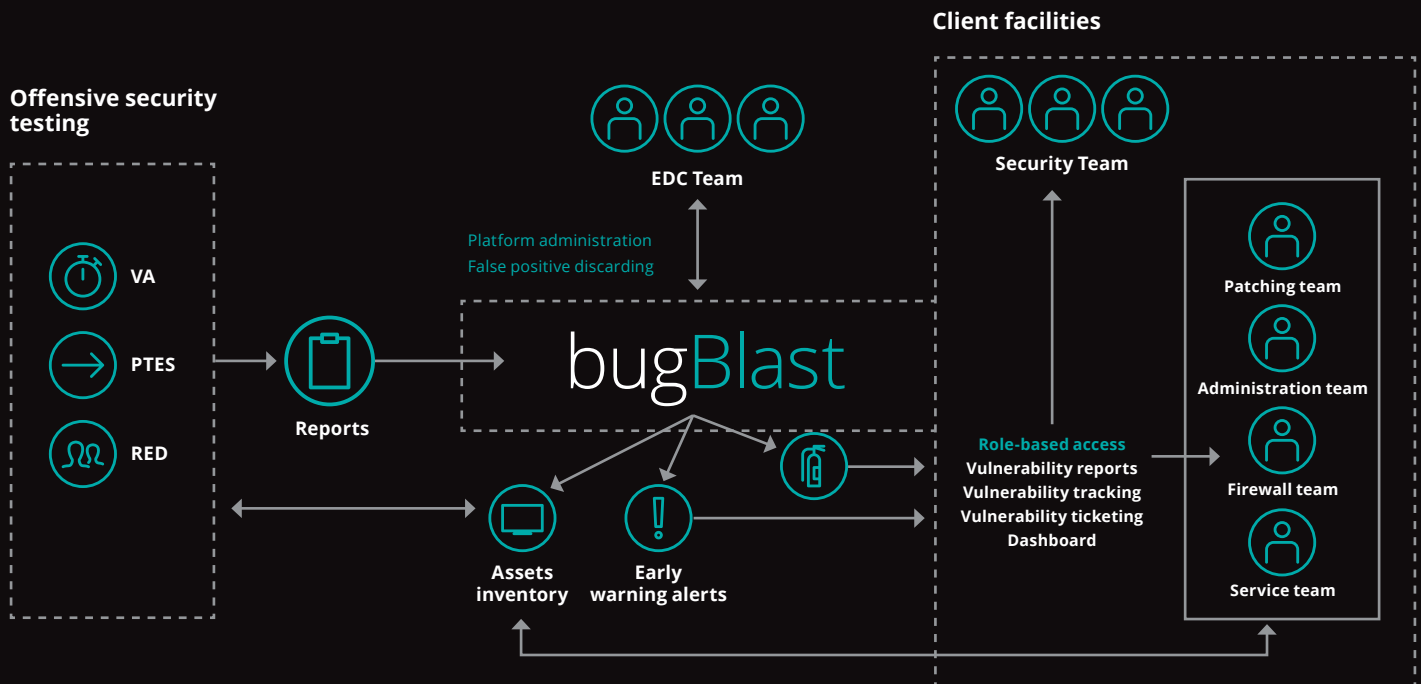 Client facilities
Offensive security
testing
VA
PTES
RED
Reports
EDC Team
Platform administration
False positive discarding
bugBlast
Assets
inventory
Early
warning alerts
Security Team
Role-based access
Vulnerability reports
Vulnerability tracking
Vulnerability ticketing
Dashboard
Patching team
Administration team
Firewall team
Service team